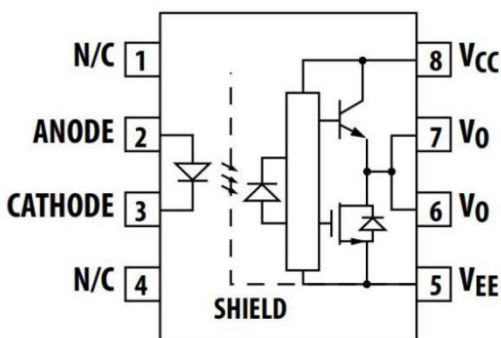 N/C 1
ANODE 2
CATHODE 3
N/C 4
8 VCC
7 VO
6 VO
5 VEE
SHIELD